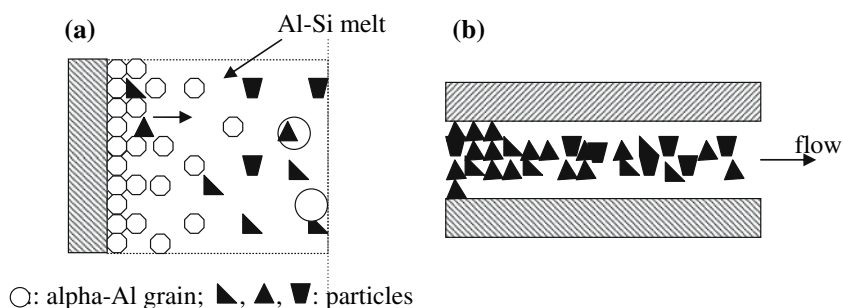 (a)
Al-Si melt
(b)
flow
: alpha-Al grain; , , : particles